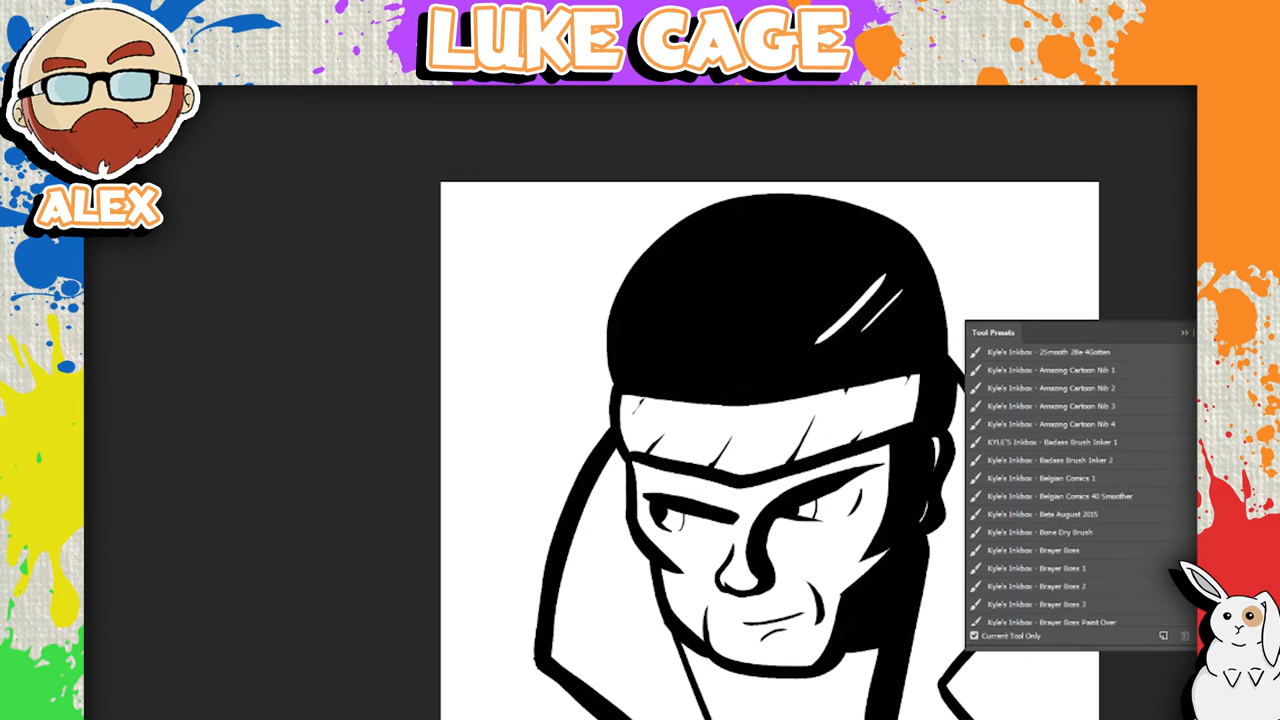 LUKE CAGE
ALEX
Tool Presets
Kyle's Inkbox - 2Smooth 2Be 4Gotten
Kyle's Inkbox - Amazing Cartoon Nib 1
Kyle's Inkbox - Amazing Cartoon Nib 2
Kyle's Inkbox - Amazing Cartoon Nib 3
Kyle's Inkbox - Amazing Cartoon Nib 4
KYLE'S Inkbox - Badass Brush Inker 1
Kyle's Inkbox - Badass Brush Inker 2
Kyle's Inkbox - Belgian Comics 1
Kyle's Inkbox - Belgian Comics 40 Smoother
Kyle's Inkbox - Beta August 2015
Kyle's Inkbox - Bone Dry Brush
Kyle's Inkbox - Brayer Boss
Kyle's Inkbox - Brayer Boss 1
Kyle's Inkbox - Brayer Boss 2
Kyle's Inkbox - Brayer Boss 3
Kyle's Inkbox - Brayer Boss Paint Over
Current Tool Only